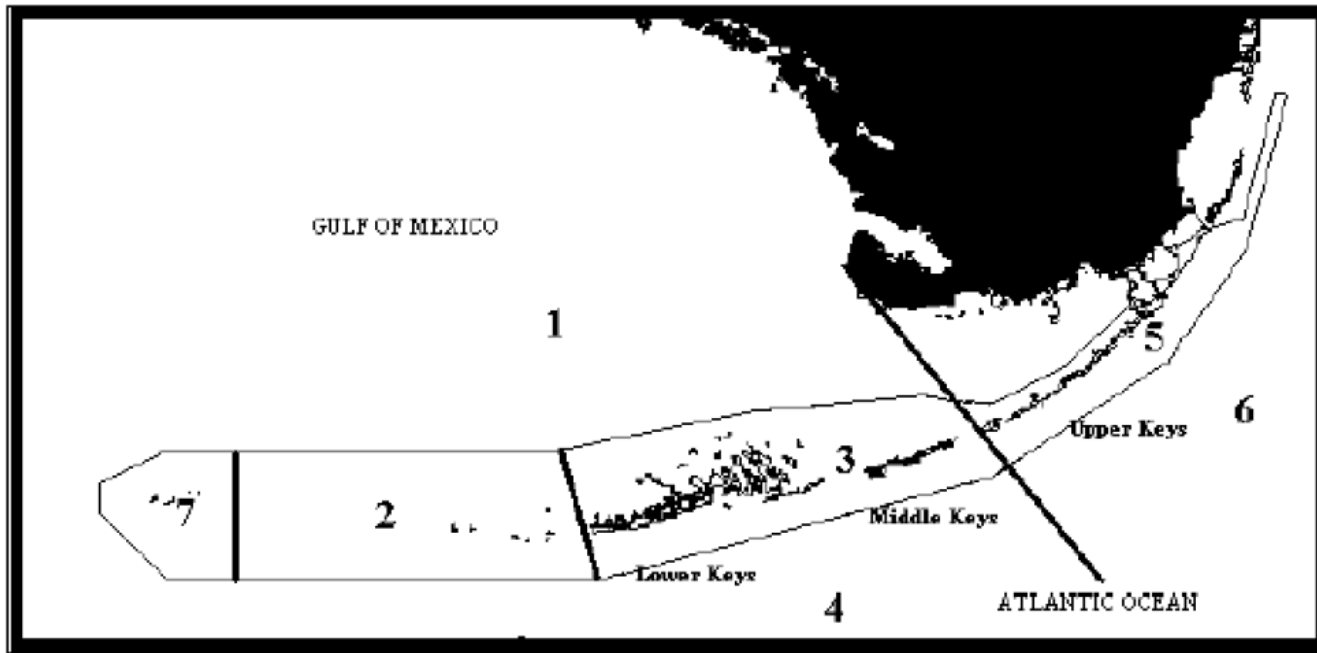 GULF OF MEXICO
1
5
6
Upper Keys
3
7
2
Middle Keys
Lower Keys
4
ATLANTIC OCEAN